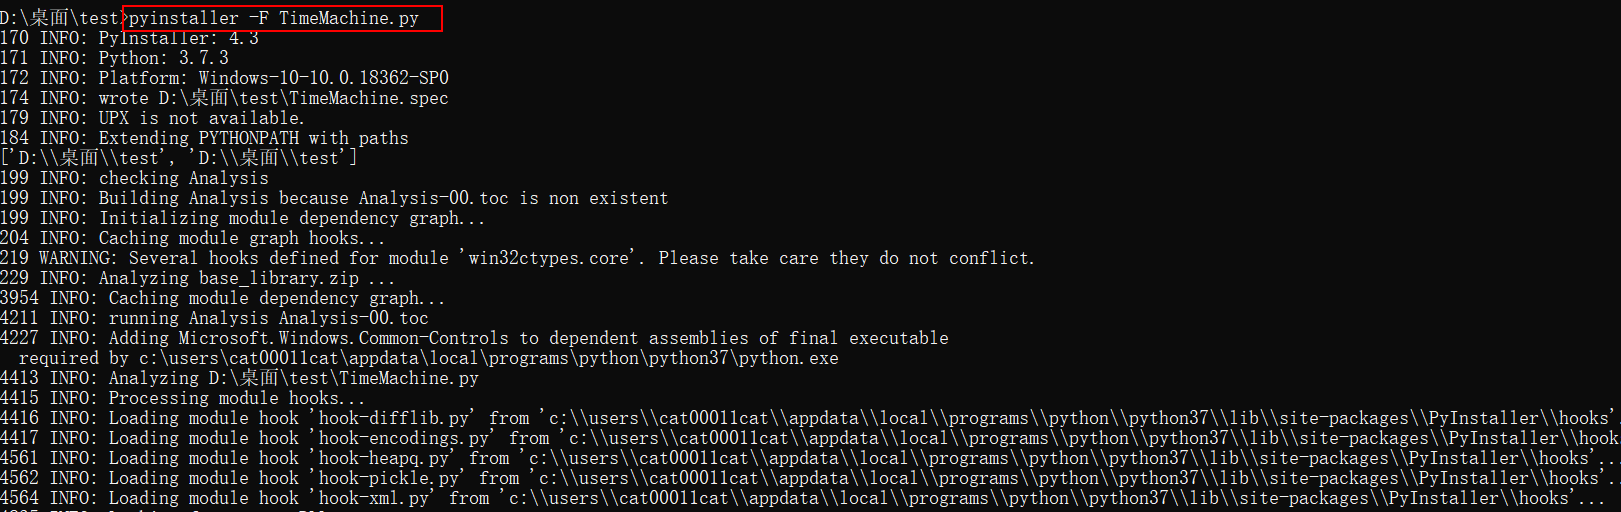 D:\桌面\test>pyinstaller -F TimeMachine.py
170 INFO: PyInstaller: 4.3
171 INFO: Python: 3.7.3
172 INFO: Platform: Windows-10-10.0.18362-SP0
174 INFO: wrote D:\桌面\test\TimeMachine.spec
179 INFO: UPX is not available.
184 INFO: Extending PYTHONPATH with paths
['D:\\桌面\\test', 'D:\\桌面\\test']
199 INFO: checking Analysis
199 INFO: Building Analysis because Analysis-00.toc is non existent
199 INFO: Initializing module dependency graph...
204 INFO: Caching module graph hooks...
219 WARNING: Several hooks defined for module 'win32ctypes.core'. Please take care they do not conflict.
229 INFO: Analyzing base_library.zip ...
3954 INFO: Caching module dependency graph...
4211 INFO: running Analysis Analysis-00.toc
4227 INFO: Adding Microsoft.Windows.Common-Controls to dependent assemblies of final executable
  required by c:\users\cat00llcat\appdata\local\programs\python\python37\python.exe
4413 INFO: Analyzing D:\桌面\test\TimeMachine.py
4415 INFO: Processing module hooks...
4416 INFO: Loading module hook 'hook-difflib.py' from 'c:\\users\\cat00llcat\\appdata\\local\\programs\\python\\python37\\lib\\site-packages\\PyInstaller\\hooks'
4417 INFO: Loading module hook 'hook-encodings.py' from 'c:\\users\\cat00llcat\\appdata\\local\\programs\\python\\python37\\lib\\site-packages\\PyInstaller\\hook
4561 INFO: Loading module hook 'hook-heapq.py' from 'c:\\users\\cat00llcat\\appdata\\local\\programs\\python\\python37\\lib\\site-packages\\PyInstaller\\hooks'...
4562 INFO: Loading module hook 'hook-pickle.py' from 'c:\\users\\cat00llcat\\appdata\\local\\programs\\python\\python37\\lib\\site-packages\\PyInstaller\\hooks'..
4564 INFO: Loading module hook 'hook-xml.py' from 'c:\\users\\cat00llcat\\appdata\\local\\programs\\python\\python37\\lib\\site-packages\\PyInstaller\\hooks'...